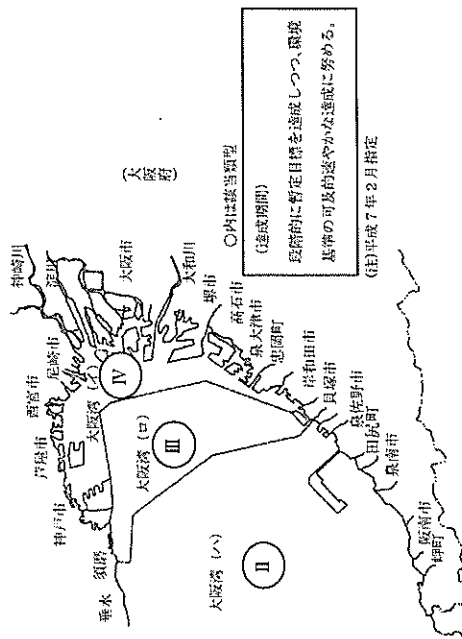 神崎川
淀川
(大阪府)
大阪市
大和川
堺市
高石市
泉大津市
忠岡町
岸和田市
貝塚市
泉佐野市
田尻町
泉南市
阪南市
岬町
尼崎市
西宮市
芦屋市
神戸市
須磨
垂水
大阪湾(イ)
Ⅳ
大阪湾(ロ)
Ⅲ
大阪湾(ハ)
Ⅱ
○内は該当類型
(達成期間)
段階的に暫定目標を達成しつつ、環境
基準の可及的速やかな達成に努める。
(注)平成7年2月指定